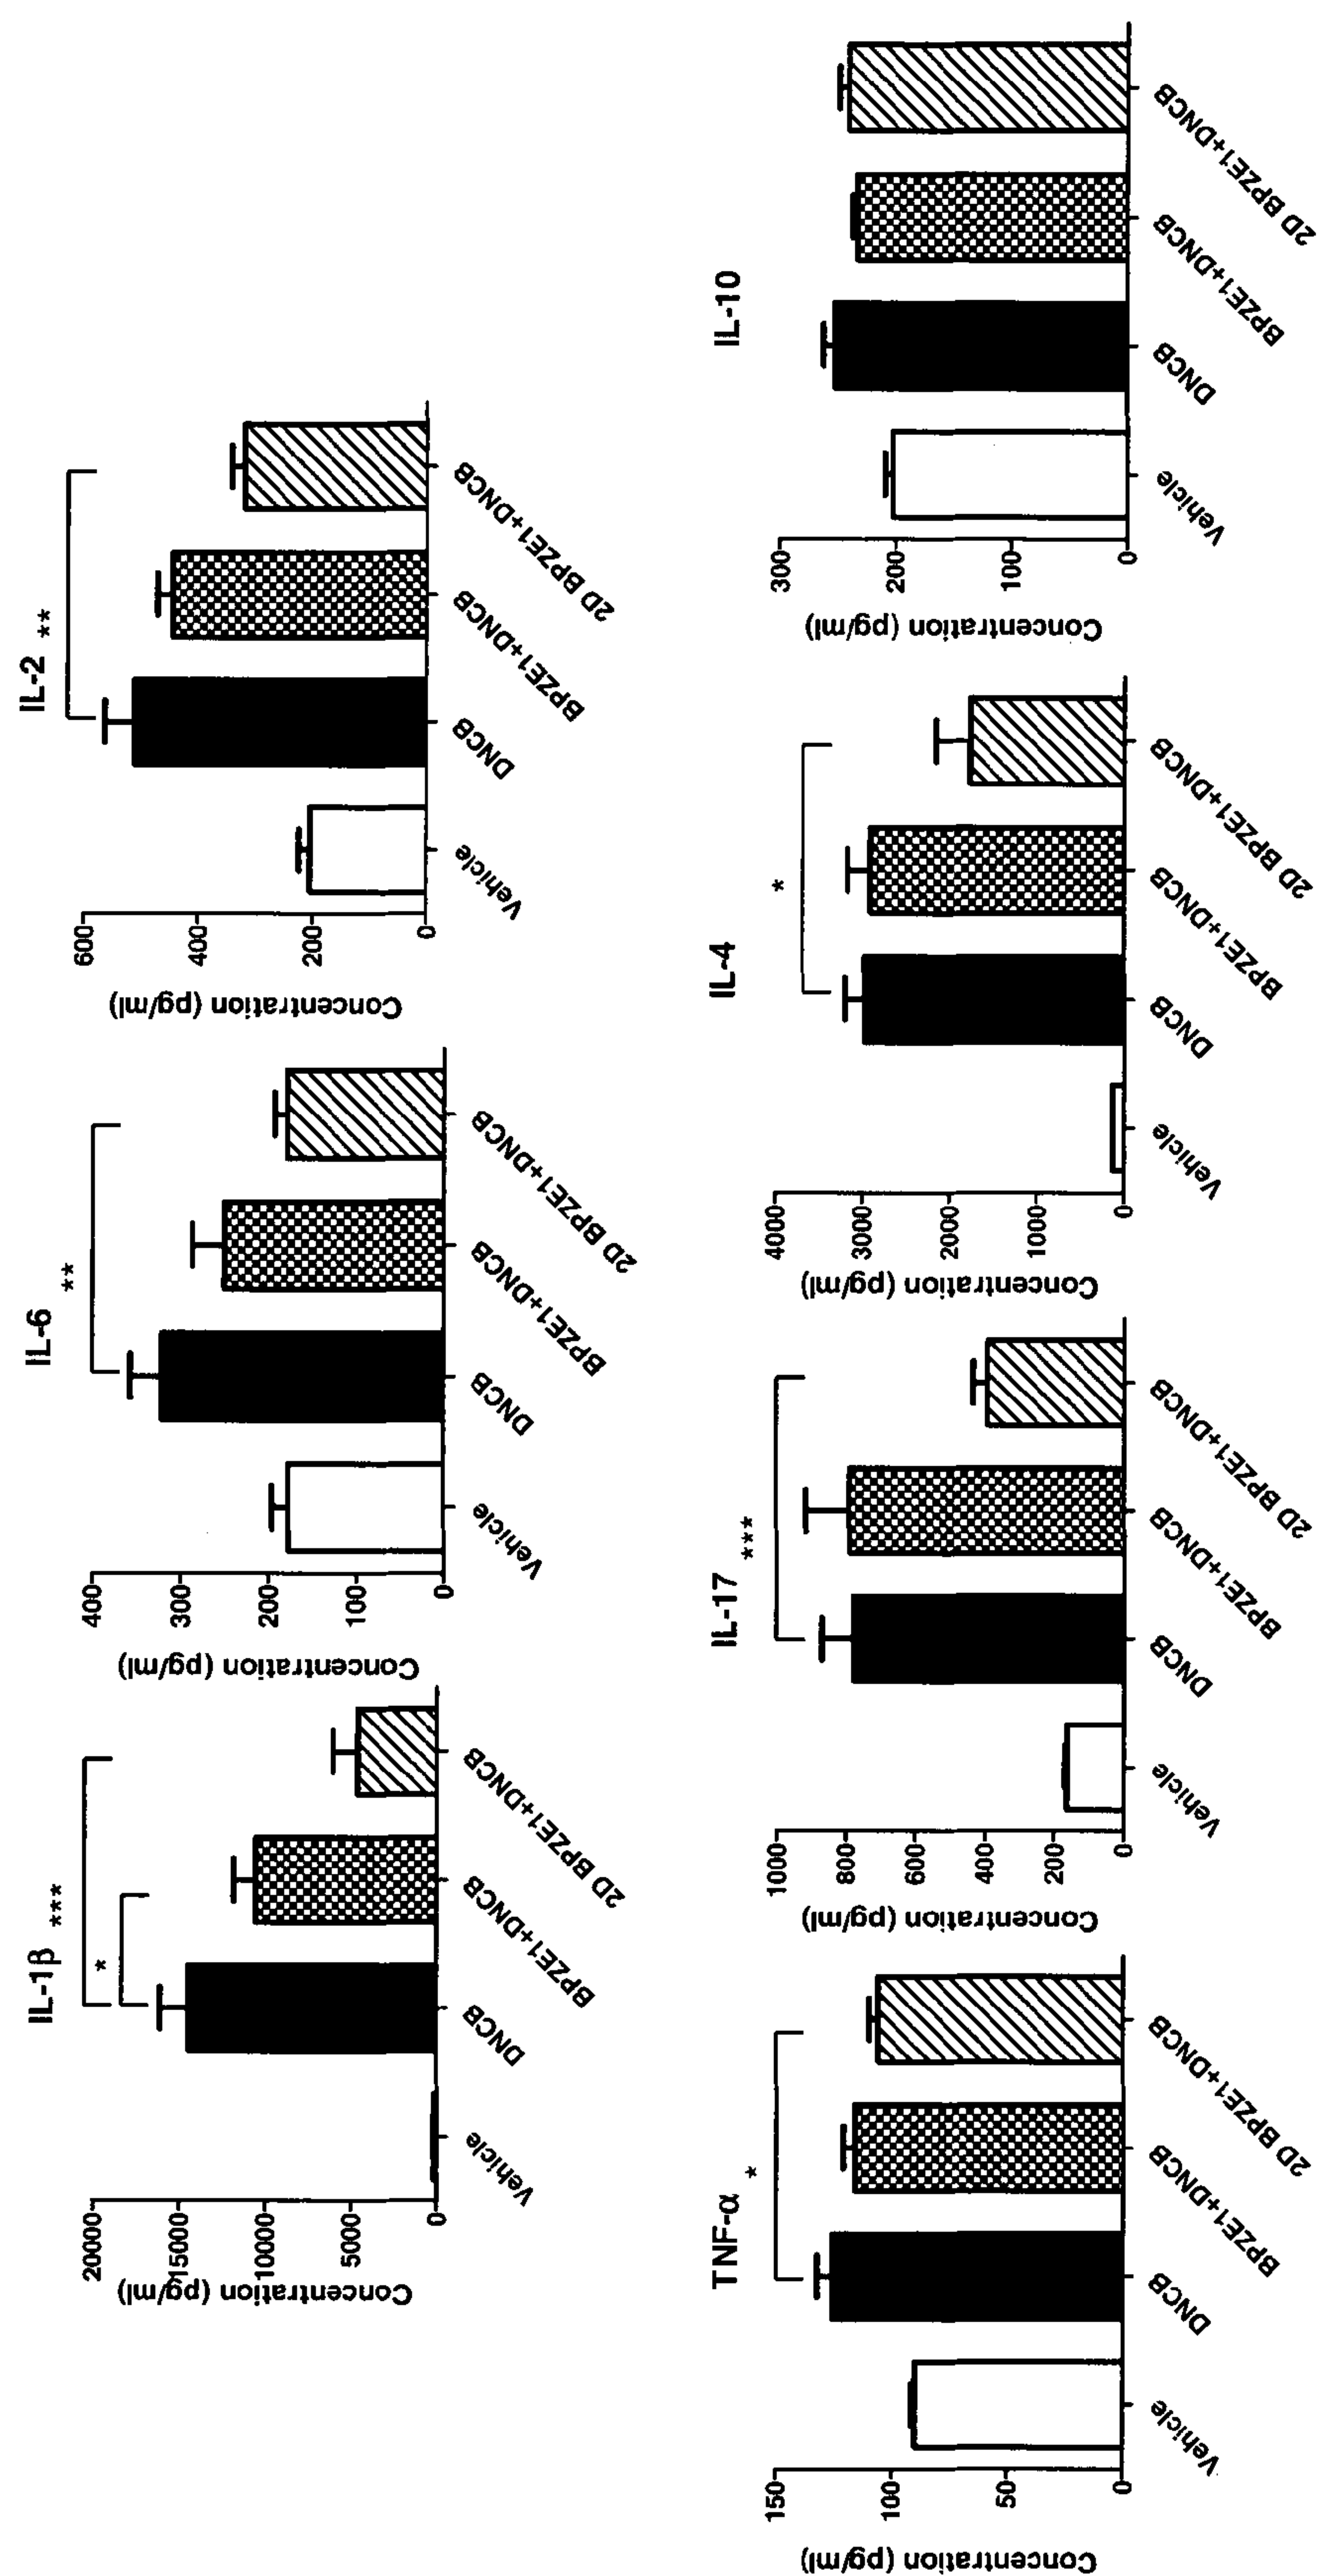 IL-1β
***
*
Concentration (pg/ml)
20000
15000
10000
5000
0
Vehicle
DNCB
BPZE1+DNCB
2D BPZE1+DNCB
IL-6
**
Concentration (pg/ml)
400
300
200
100
0
Vehicle
DNCB
BPZE1+DNCB
2D BPZE1+DNCB
IL-2
**
Concentration (pg/ml)
600
400
200
0
Vehicle
DNCB
BPZE1+DNCB
2D BPZE1+DNCB
TNF-α
*
Concentration (pg/ml)
150
100
50
0
Vehicle
DNCB
BPZE1+DNCB
2D BPZE1+DNCB
IL-17
***
Concentration (pg/ml)
1000
800
600
400
200
0
Vehicle
DNCB
BPZE1+DNCB
2D BPZE1+DNCB
IL-4
*
Concentration (pg/ml)
4000
3000
2000
1000
0
Vehicle
DNCB
BPZE1+DNCB
2D BPZE1+DNCB
IL-10
Concentration (pg/ml)
300
200
100
0
Vehicle
DNCB
BPZE1+DNCB
2D BPZE1+DNCB